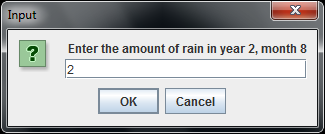 Input
Enter the amount of rain in year 2, month 8
2
OK Cancel